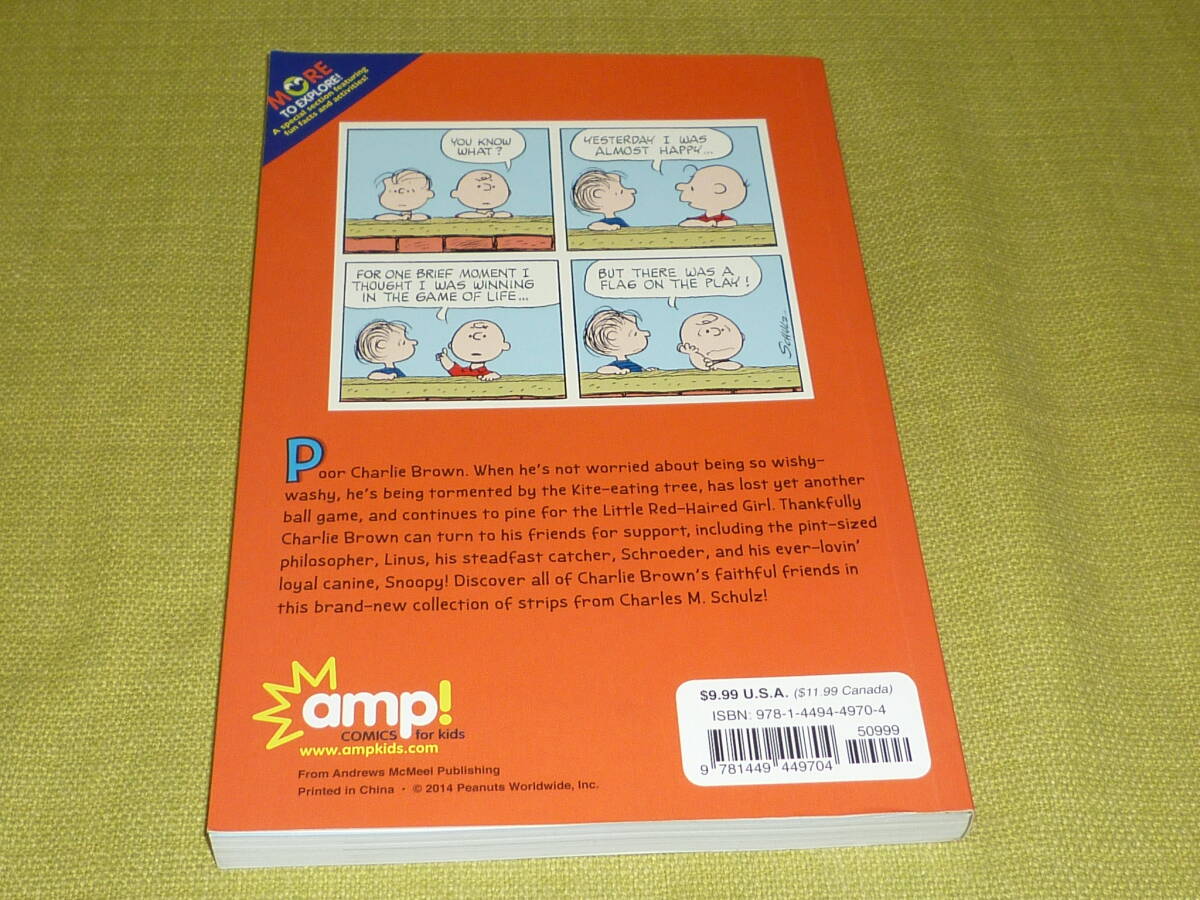 MORE
TO EXPLORE!
A special section featuring
fun facts and activities!
YOU KNOW
WHAT?
YESTERDAY I WAS
ALMOST HAPPY...
FOR ONE BRIEF MOMENT I
THOUGHT I WAS WINNING
IN THE GAME OF LIFE...
BUT THERE WAS A
FLAG ON THE PLAY!
SCHULZ
Poor Charlie Brown. When he's not worried about being so wishy-
washy, he's being tormented by the Kite-eating tree, has lost yet another
ball game, and continues to pine for the Little Red-Haired Girl. Thankfully
Charlie Brown can turn to his friends for support, including the pint-sized
philosopher, Linus, his steadfast catcher, Schroeder, and his ever-lovin'
loyal canine, Snoopy! Discover all of Charlie Brown's faithful friends in
this brand-new collection of strips from Charles M. Schulz!
amp!
COMICS for kids
www.ampkids.com
From Andrews McMeel Publishing
Printed in China · © 2014 Peanuts Worldwide, Inc.
$9.99 U.S.A. ($11.99 Canada)
ISBN: 978-1-4494-4970-4
50999
9 781449 449704